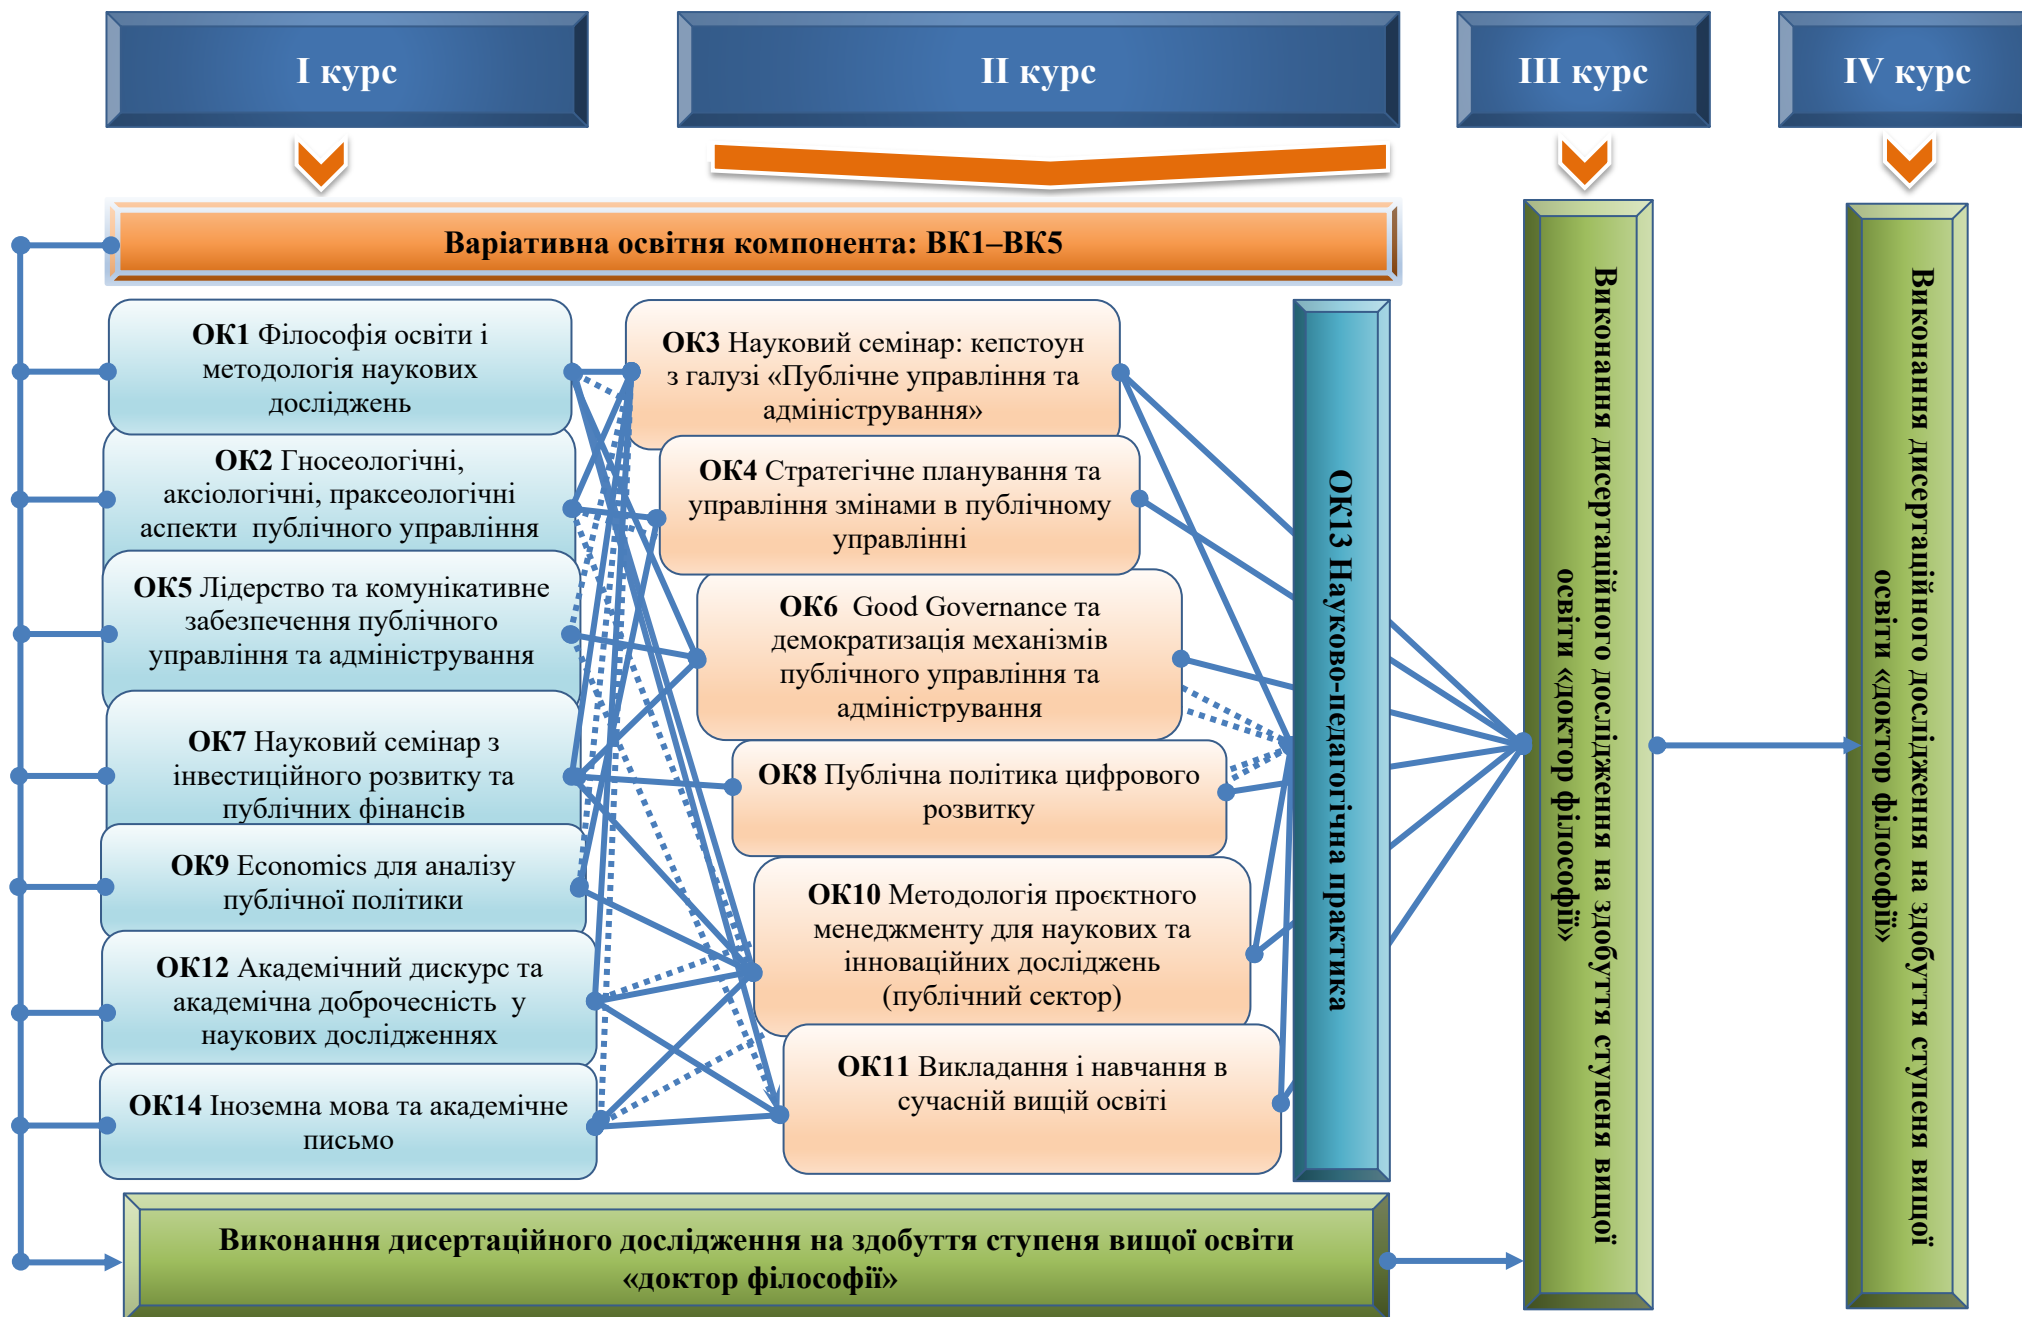 I курс
II курс
III курс
IV курс
Варіативна освітня компонента: ВК1–ВК5
ОК1 Філософія освіти і
методологія наукових
досліджень
ОК2 Гносеологічні,
аксіологічні, праксеологічні
аспекти публічного управління
ОК5 Лідерство та комунікативне
забезпечення публічного
управління та адміністрування
ОК7 Науковий семінар з
інвестиційного розвитку та
публічних фінансів
ОК9 Economics для аналізу
публічної політики
ОК12 Академічний дискурс та
академічна доброчесність у
наукових дослідженнях
ОК14 Іноземна мова та академічне
письмо
ОК3 Науковий семінар: кепстоун
з галузі «Публічне управління та
адміністрування»
ОК4 Стратегічне планування та
управління змінами в публічному
управлінні
ОК6 Good Governance та
демократизація механізмів
публічного управління та
адміністрування
ОК8 Публічна політика цифрового
розвитку
ОК10 Методологія проєктного
менеджменту для наукових та
інноваційних досліджень
(публічний сектор)
ОК11 Викладання і навчання в
сучасній вищій освіті
ОК13 Науково-педагогічна практика
Виконання дисертаційного дослідження на здобуття ступеня вищої
освіти «доктор філософії»
Виконання дисертаційного дослідження на здобуття ступеня вищої
освіти «доктор філософії»
Виконання дисертаційного дослідження на здобуття ступеня вищої освіти
«доктор філософії»